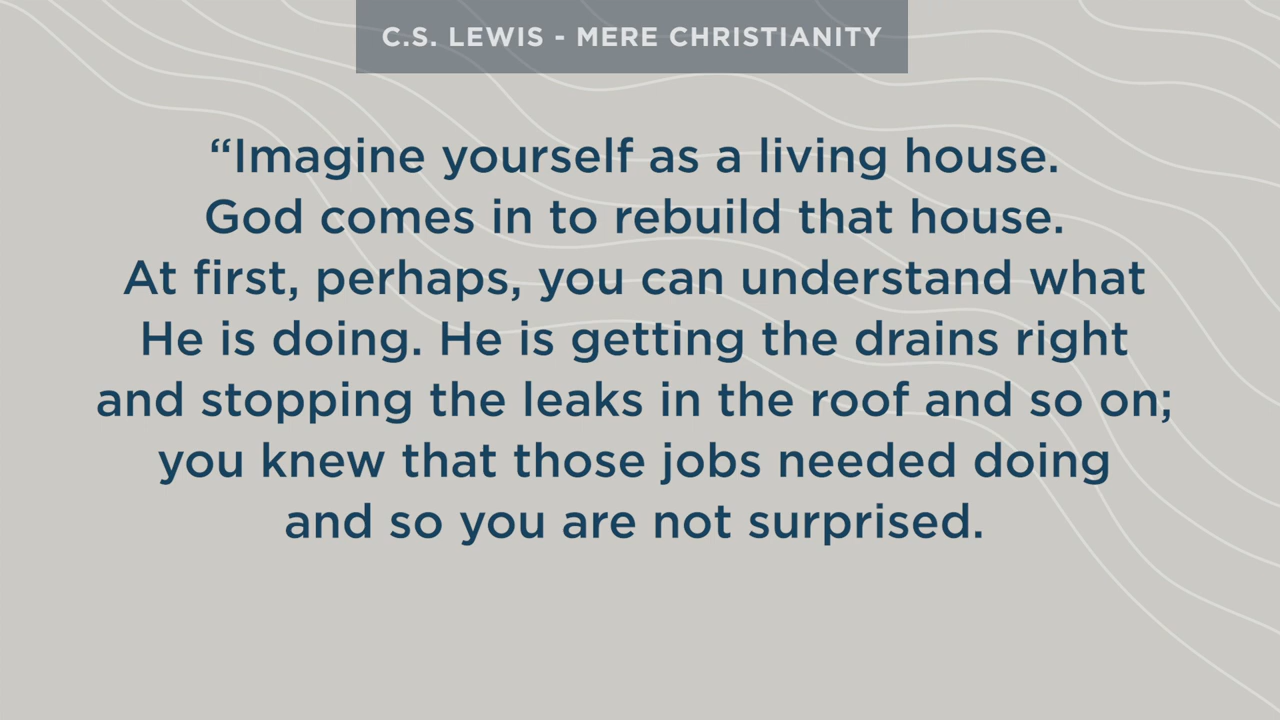 C.S. LEWIS - MERE CHRISTIANITY
“Imagine yourself as a living house.
God comes in to rebuild that house.
At first, perhaps, you can understand what
He is doing. He is getting the drains right
and stopping the leaks in the roof and so on;
you knew that those jobs needed doing
and so you are not surprised.